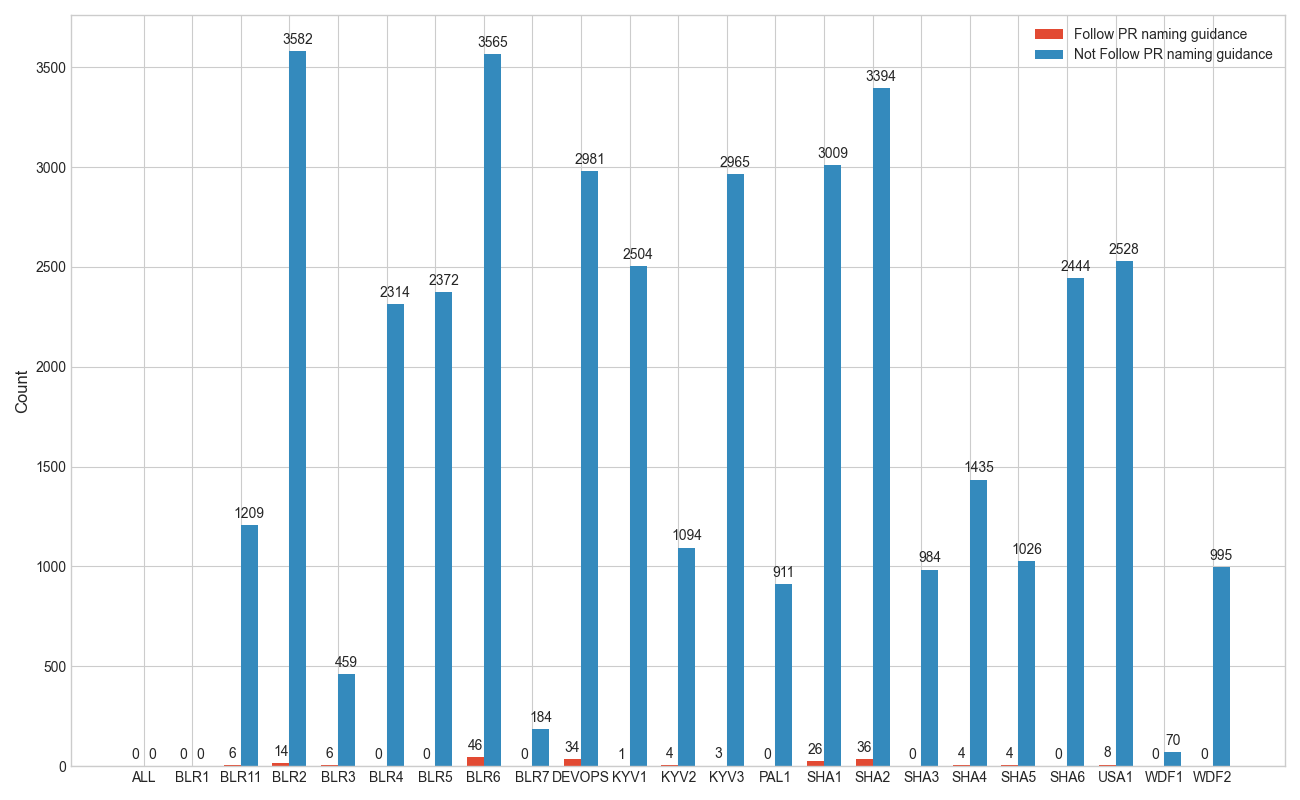 Follow PR naming guidance
Not Follow PR naming guidance
Count
3500
3000
2500
2000
1500
1000
500
0
0 0 0 0 6 1209 14 3582 6 459 0 2314 0 2372 46 3565 0 184 34 2981 1 2504 4 1094 3 2965 0 911 26 3009 36 3394 0 984 4 1435 4 1026 0 2444 8 2528 0 70 0 995
ALL BLR1 BLR11 BLR2 BLR3 BLR4 BLR5 BLR6 BLR7 DEVOPS KYV1 KYV2 KYV3 PAL1 SHA1 SHA2 SHA3 SHA4 SHA5 SHA6 USA1 WDF1 WDF2